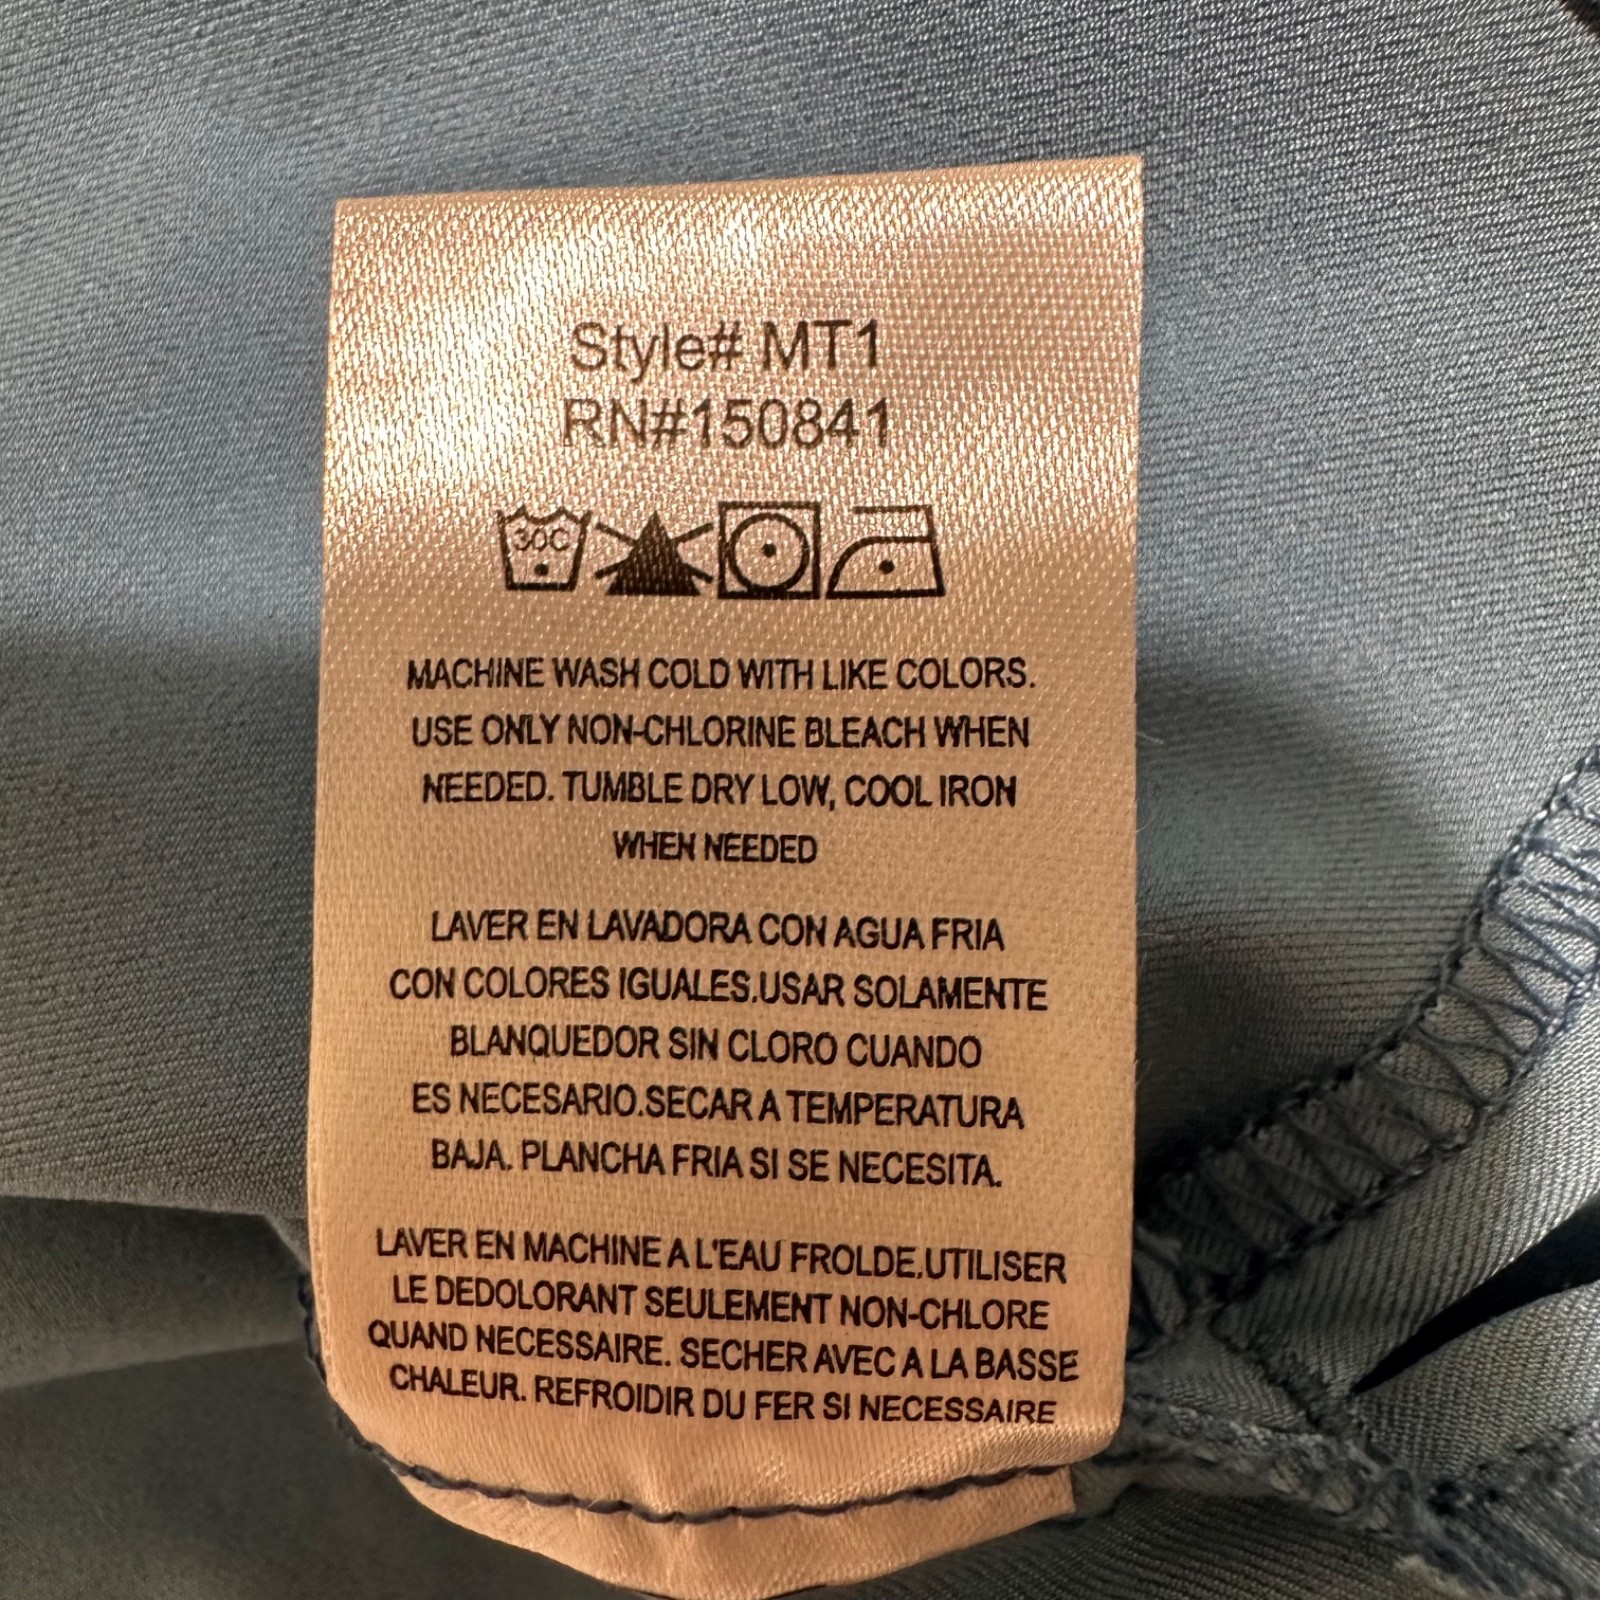 Style# MT1
RN#150841
30C
MACHINE WASH COLD WITH LIKE COLORS.
USE ONLY NON-CHLORINE BLEACH WHEN
NEEDED. TUMBLE DRY LOW, COOL IRON
WHEN NEEDED
LAVER EN LAVADORA CON AGUA FRIA
CON COLORES IGUALES.USAR SOLAMENTE
BLANQUEDOR SIN CLORO CUANDO
ES NECESARIO.SECAR A TEMPERATURA
BAJA. PLANCHA FRIA SI SE NECESITA.
LAVER EN MACHINE A L'EAU FROLDE.UTILISER
LE DEDOLORANT SEULEMENT NON-CHLORE
QUAND NECESSAIRE. SECHER AVEC A LA BASSE
CHALEUR. REFROIDIR DU FER SI NECESSAIRE